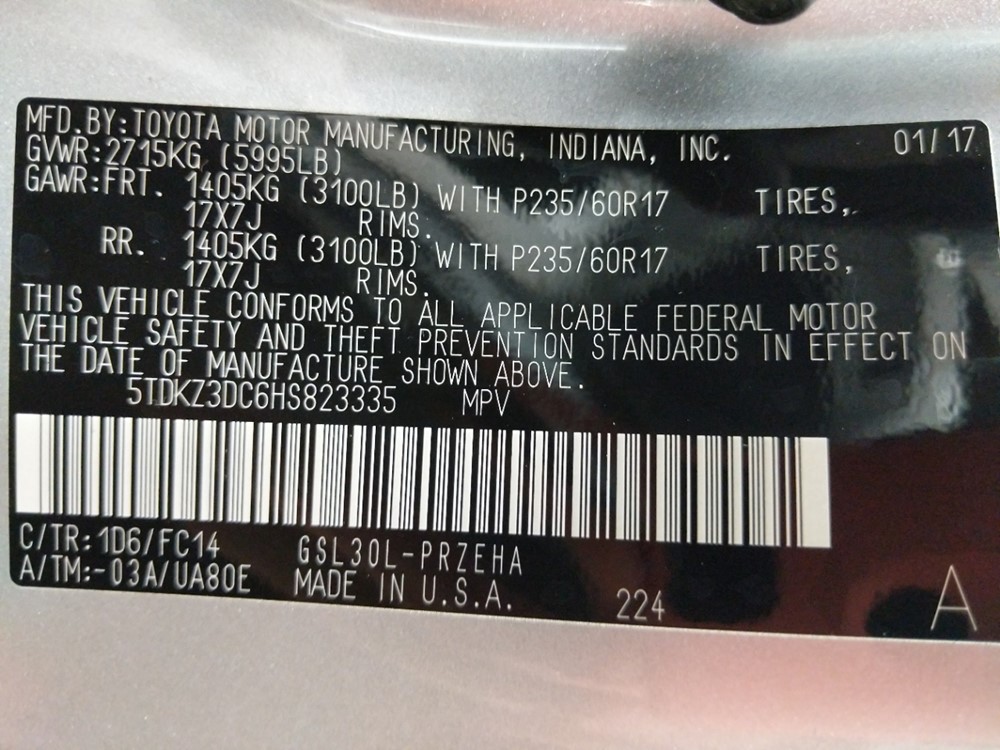 MFD.BY:TOYOTA MOTOR MANUFACTURING, INDIANA, INC. 01/17
GVWR:2715KG (5995LB)
GAWR:FRT. 1405KG (3100LB) WITH P235/60R17 TIRES,
17X7J RIMS.
RR. 1405KG (3100LB) WITH P235/60R17 TIRES,
17X7J RIMS.
THIS VEHICLE CONFORMS TO ALL APPLICABLE FEDERAL MOTOR
VEHICLE SAFETY AND THEFT PREVENTION STANDARDS IN EFFECT ON
THE DATE OF MANUFACTURE SHOWN ABOVE.
5TDKZ3DC6HS823335 MPV
C/TR:1D6/FC14 GSL30L-PRZEHA
A/TM:-03A/UA80E MADE IN U.S.A. 224 A